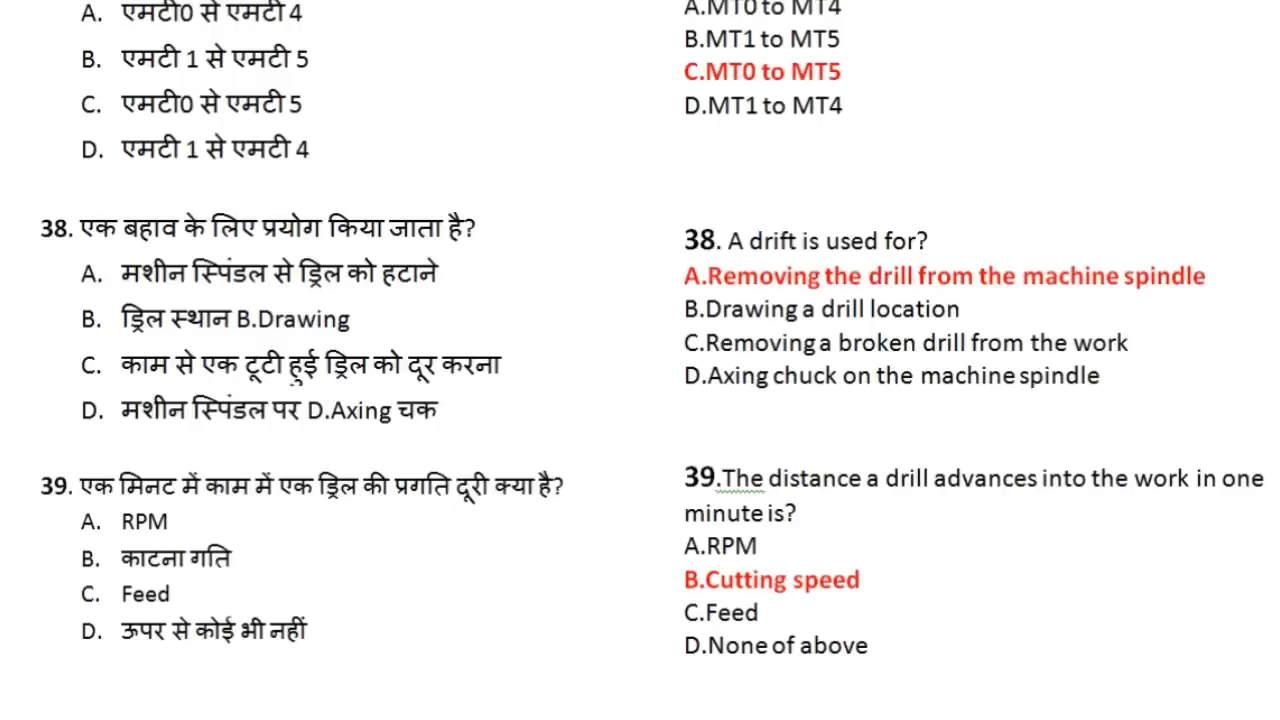 A. एमटी0 से एमटी 4
B. एमटी 1 से एमटी 5
C. एमटी0 से एमटी 5
D. एमटी 1 से एमटी 4
38. एक बहाव के लिए प्रयोग किया जाता है?
A. मशीन स्पिंडल से ड्रिल को हटाने
B. ड्रिल स्थान B.Drawing
C. काम से एक टूटी हुई ड्रिल को दूर करना
D. मशीन स्पिंडल पर D.Axing चक
39. एक मिनट में काम में एक ड्रिल की प्रगति दूरी क्या है?
A. RPM
B. काटना गति
C. Feed
D. ऊपर से कोई भी नहीं
A.MT0 to MT4
B.MT1 to MT5
C.MT0 to MT5
D.MT1 to MT4
38. A drift is used for?
A.Removing the drill from the machine spindle
B.Drawing a drill location
C.Removing a broken drill from the work
D.Axing chuck on the machine spindle
39.The distance a drill advances into the work in one
minute is?
A.RPM
B.Cutting speed
C.Feed
D.None of above